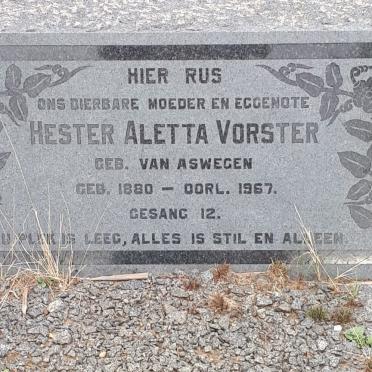 HIER RUS
ONS DIERBARE MOEDER EN EGGENOTE
HESTER ALETTA VORSTER
GEB. VAN ASWEGEN
GEB. 1880 – OORL. 1967.
GESANG 12.
U PLEK IS LEEG, ALLES IS STIL EN ALLEEN.